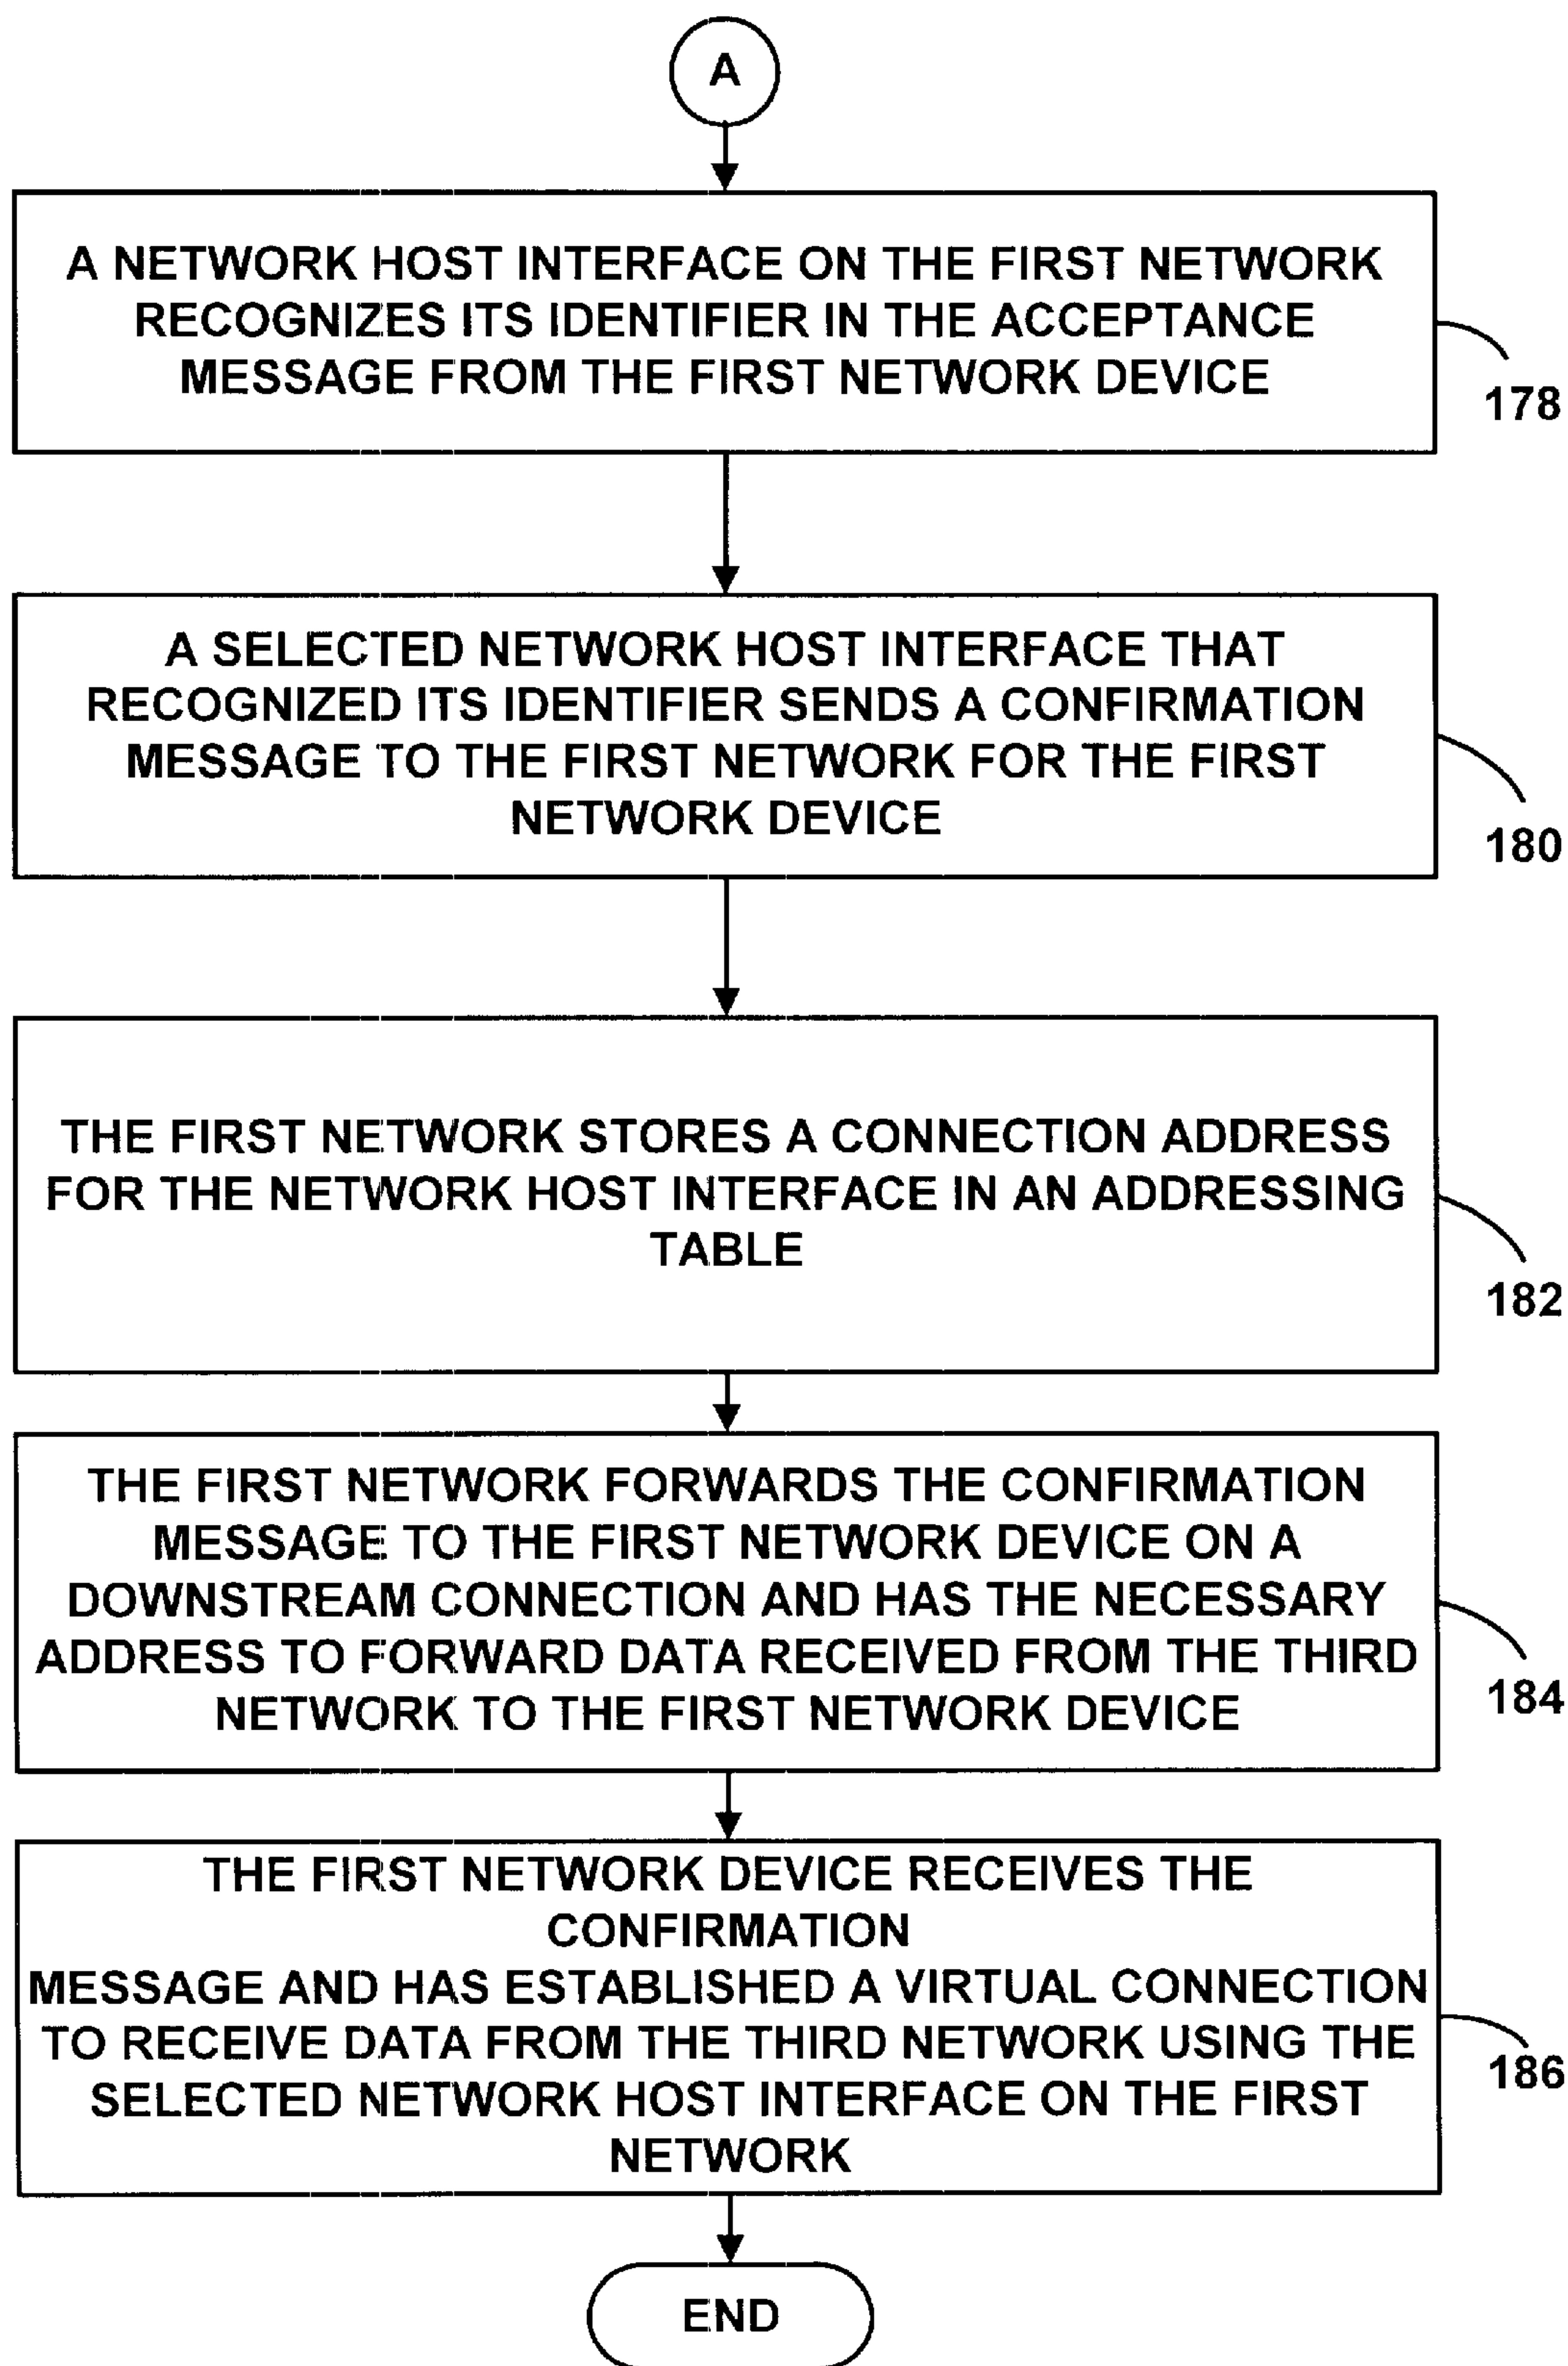 A
A NETWORK HOST INTERFACE ON THE FIRST NETWORK
RECOGNIZES ITS IDENTIFIER IN THE ACCEPTANCE
MESSAGE FROM THE FIRST NETWORK DEVICE
178
A SELECTED NETWORK HOST INTERFACE THAT
RECOGNIZED ITS IDENTIFIER SENDS A CONFIRMATION
MESSAGE TO THE FIRST NETWORK FOR THE FIRST
NETWORK DEVICE
180
THE FIRST NETWORK STORES A CONNECTION ADDRESS
FOR THE NETWORK HOST INTERFACE IN AN ADDRESSING
TABLE
182
THE FIRST NETWORK FORWARDS THE CONFIRMATION
MESSAGE TO THE FIRST NETWORK DEVICE ON A
DOWNSTREAM CONNECTION AND HAS THE NECESSARY
ADDRESS TO FORWARD DATA RECEIVED FROM THE THIRD
NETWORK TO THE FIRST NETWORK DEVICE
184
THE FIRST NETWORK DEVICE RECEIVES THE
CONFIRMATION
MESSAGE AND HAS ESTABLISHED A VIRTUAL CONNECTION
TO RECEIVE DATA FROM THE THIRD NETWORK USING THE
SELECTED NETWORK HOST INTERFACE ON THE FIRST
NETWORK
186
END